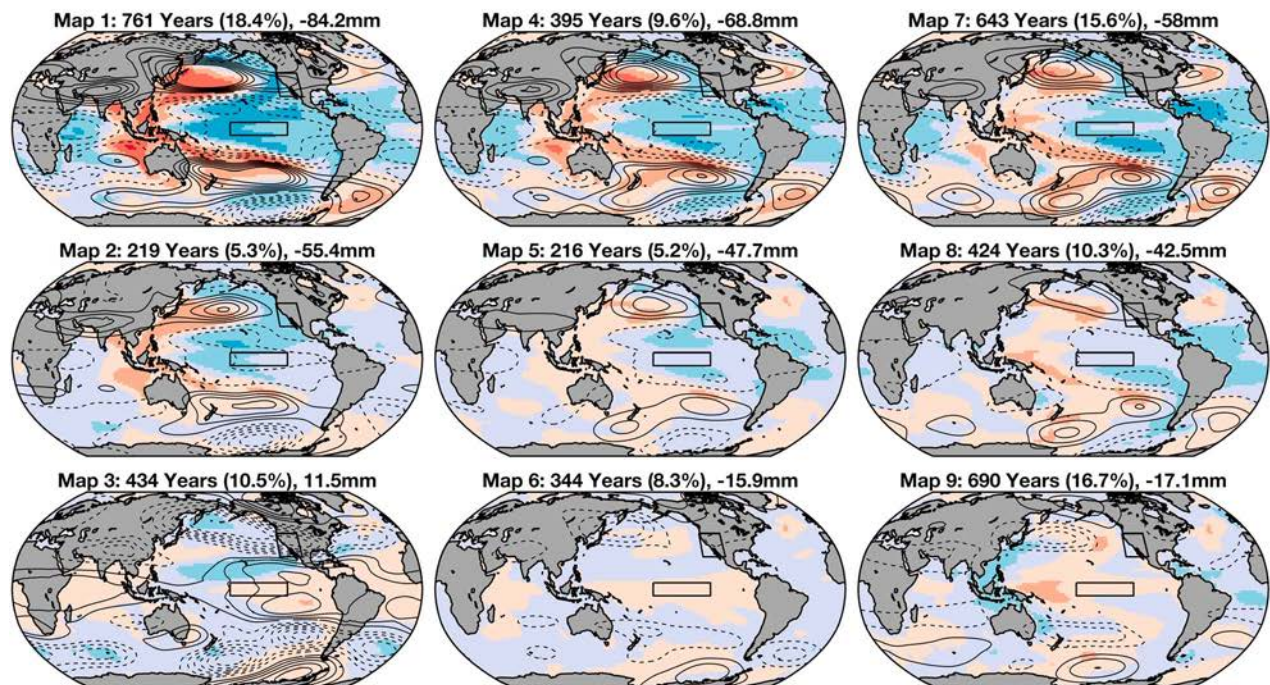 Map 1: 761 Years (18.4%), -84.2mm
Map 4: 395 Years (9.6%), -68.8mm
Map 7: 643 Years (15.6%), -58mm
Map 2: 219 Years (5.3%), -55.4mm
Map 5: 216 Years (5.2%), -47.7mm
Map 8: 424 Years (10.3%), -42.5mm
Map 3: 434 Years (10.5%), 11.5mm
Map 6: 344 Years (8.3%), -15.9mm
Map 9: 690 Years (16.7%), -17.1mm